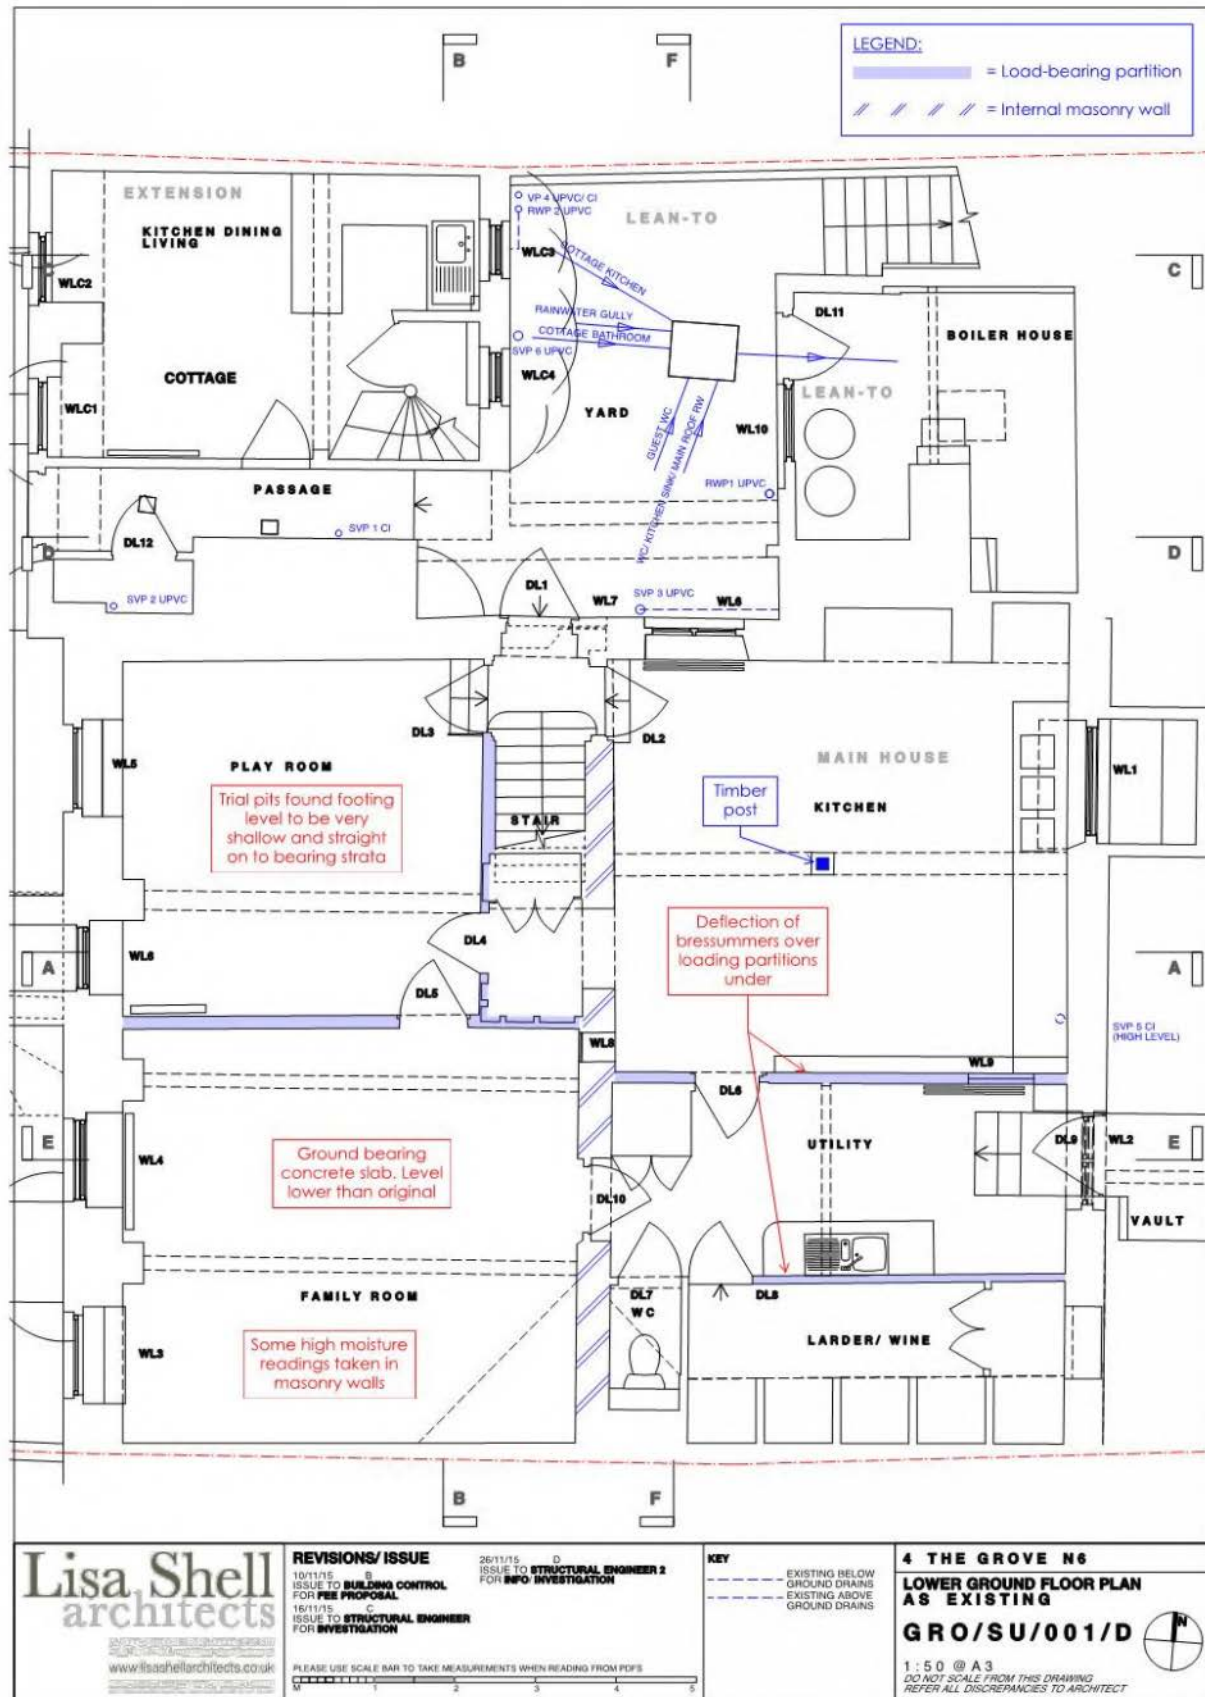 B
F
LEGEND:
= Load-bearing partition
= Internal masonry wall
EXTENSION
KITCHEN DINING
LIVING
VP 4 UPVC/ CI
RWP 2 UPVC
LEAN-TO
WLC3
COTTAGE KITCHEN
C
WLC2
RAINWATER GULLY
COTTAGE BATHROOM
SVP 6 UPVC
DL11
BOILER HOUSE
COTTAGE
WLC4
LEAN-TO
WLC1
YARD
GUEST WC
WC/ KITCHEN SINK/ MAIN ROOF RW
WL10
PASSAGE
RWP1 UPVC
SVP 1 CI
DL12
D
D
DL1
SVP 2 UPVC
WL7
SVP 3 UPVC
WL6
DL3
DL2
WL5
PLAY ROOM
MAIN HOUSE
WL1
Trial pits found footing
level to be very
shallow and straight
on to bearing strata
Timber
post
KITCHEN
STAIR
Deflection of
bressummers over
loading partitions
under
A
WL6
DL4
A
DL5
SVP 5 CI
(HIGH LEVEL)
WL8
WL9
DL6
E
WL4
Ground bearing
concrete slab. Level
lower than original
UTILITY
DL9
WL2
E
DL10
VAULT
FAMILY ROOM
DL7
WC
DL8
WL3
Some high moisture
readings taken in
masonry walls
LARDER/ WINE
B
F
Lisa Shell
architects
www.lisashellarchitects.co.uk
REVISIONS/ ISSUE
10/11/15 B
ISSUE TO BUILDING CONTROL
FOR FEE PROPOSAL
16/11/15 C
ISSUE TO STRUCTURAL ENGINEER
FOR INVESTIGATION
26/11/15 D
ISSUE TO STRUCTURAL ENGINEER 2
FOR INFO/ INVESTIGATION
PLEASE USE SCALE BAR TO TAKE MEASUREMENTS WHEN READING FROM PDFS
M 1 2 3 4 5
KEY
EXISTING BELOW
GROUND DRAINS
EXISTING ABOVE
GROUND DRAINS
4 THE GROVE N6
LOWER GROUND FLOOR PLAN
AS EXISTING
GRO/SU/001/D
N
1:50 @ A3
DO NOT SCALE FROM THIS DRAWING
REFER ALL DISCREPANCIES TO ARCHITECT